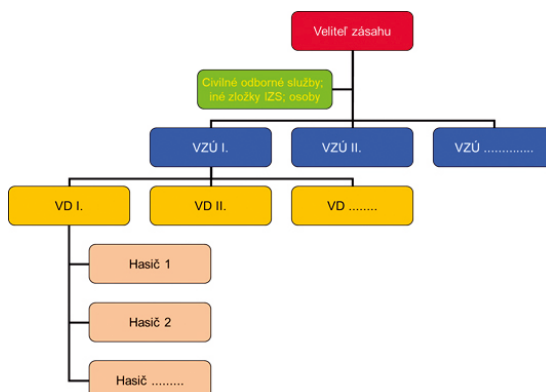 Veliteľ zásahu
Civilné odborné služby;
iné zložky IZS; osoby
VZÚ I.
VZÚ II.
VZÚ ..............
VD I.
VD II.
VD ........
Hasič 1
Hasič 2
Hasič .........